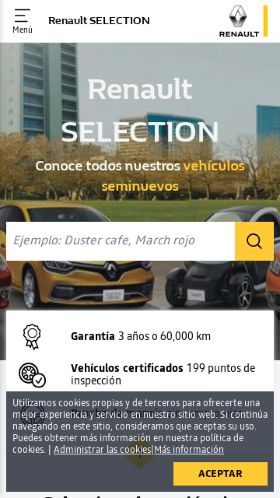 Menú
Renault SELECTION
RENAULT
Renault
SELECTION
Conoce todos nuestros vehículos
seminuevos
Ejemplo: Duster cafe, March rojo
Garantía 3 años o 60,000 km
Vehículos certificados 199 puntos de
inspección
Utilizamos cookies propias y de terceros para ofrecerte una
mejor experiencia y servicio en nuestro sitio web. Si continúa
navegando en este sitio, consideramos que aceptas su uso.
Puedes obtener más información en nuestra política de
cookies. | Administrar las cookies|Más información
ACEPTAR